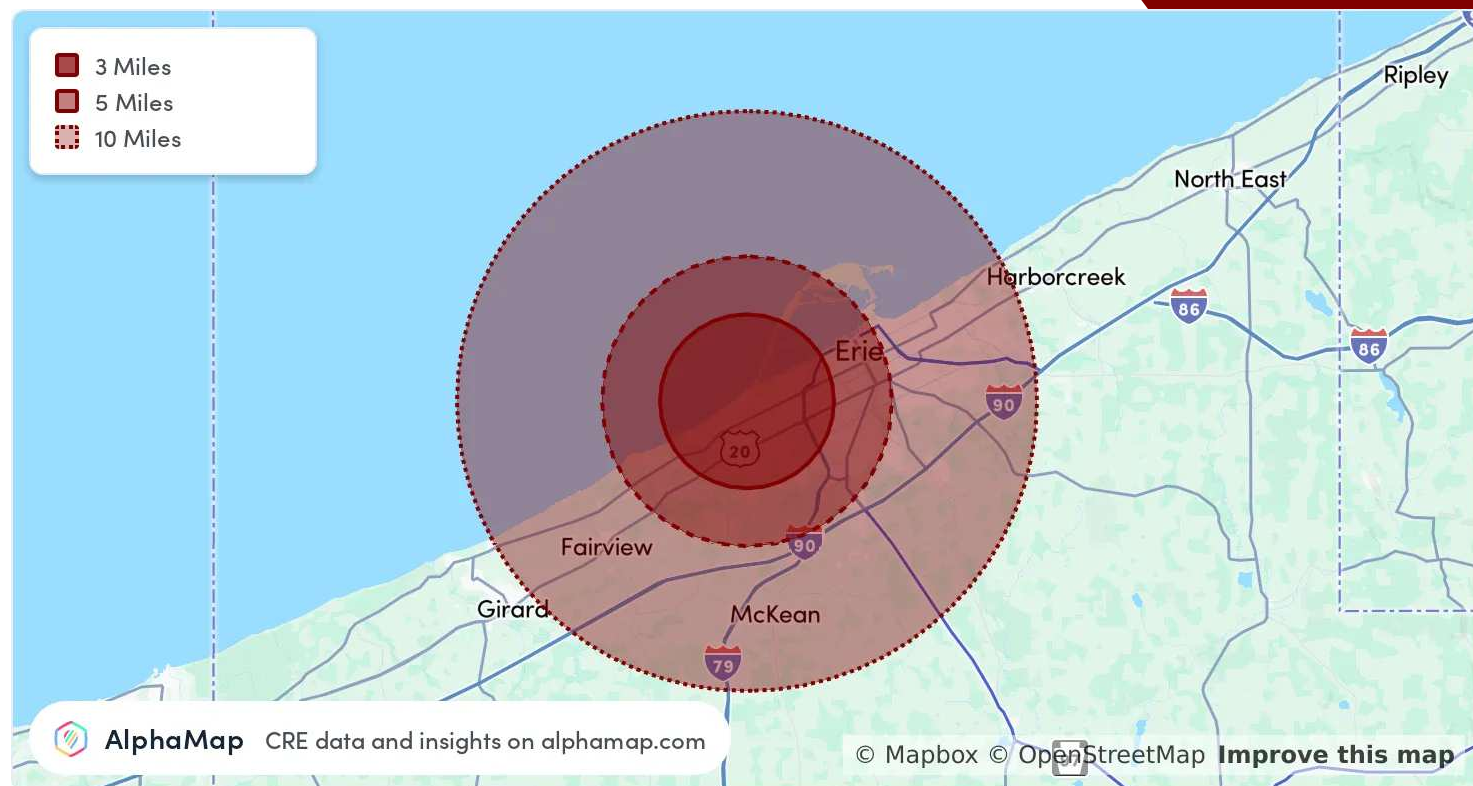 3 Miles
5 Miles
10 Miles
Ripley
North East
Harborcreek
86
86
Erie
90
20
Fairview
90
Girard
McKean
79
AlphaMap CRE data and insights on alphamap.com
© Mapbox © OpenStreetMap Improve this map